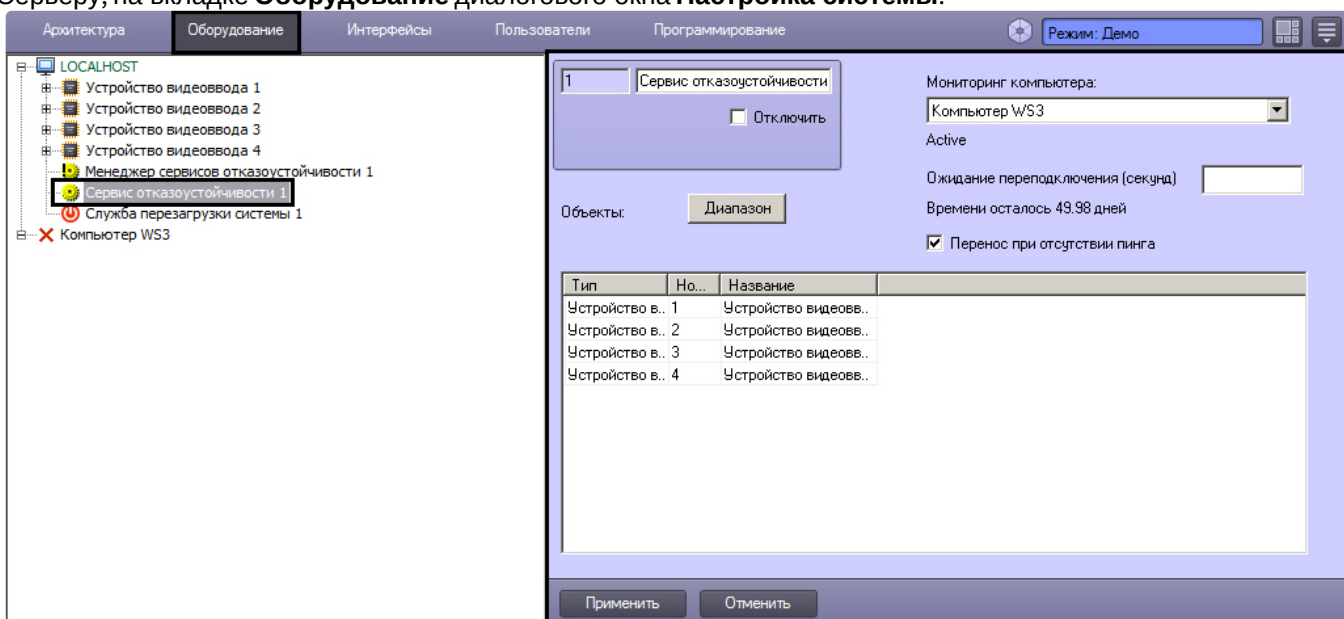 Серверу, на вкладке Оборудование диалогового окна Настройка системы.
Архитектура Оборудование Интерфейсы Пользователи Программирование Режим: Демо
LOCALHOST
Устройство видеоввода 1
Устройство видеоввода 2
Устройство видеоввода 3
Устройство видеоввода 4
Менеджер сервисов отказоустойчивости 1
Сервис отказоустойчивости 1
Служба перезагрузки системы 1
Компьютер WS3
1 Сервис отказоустойчивости
Отключить
Объекты: Диапазон
Мониторинг компьютера:
Компьютер WS3
Active
Ожидание переподключения (секунд)
Времени осталось 49.98 дней
Перенос при отсутствии пинга
Тип Но... Название
Устройство в.. 1 Устройство видеовв..
Устройство в.. 2 Устройство видеовв..
Устройство в.. 3 Устройство видеовв..
Устройство в.. 4 Устройство видеовв..
Применить Отменить